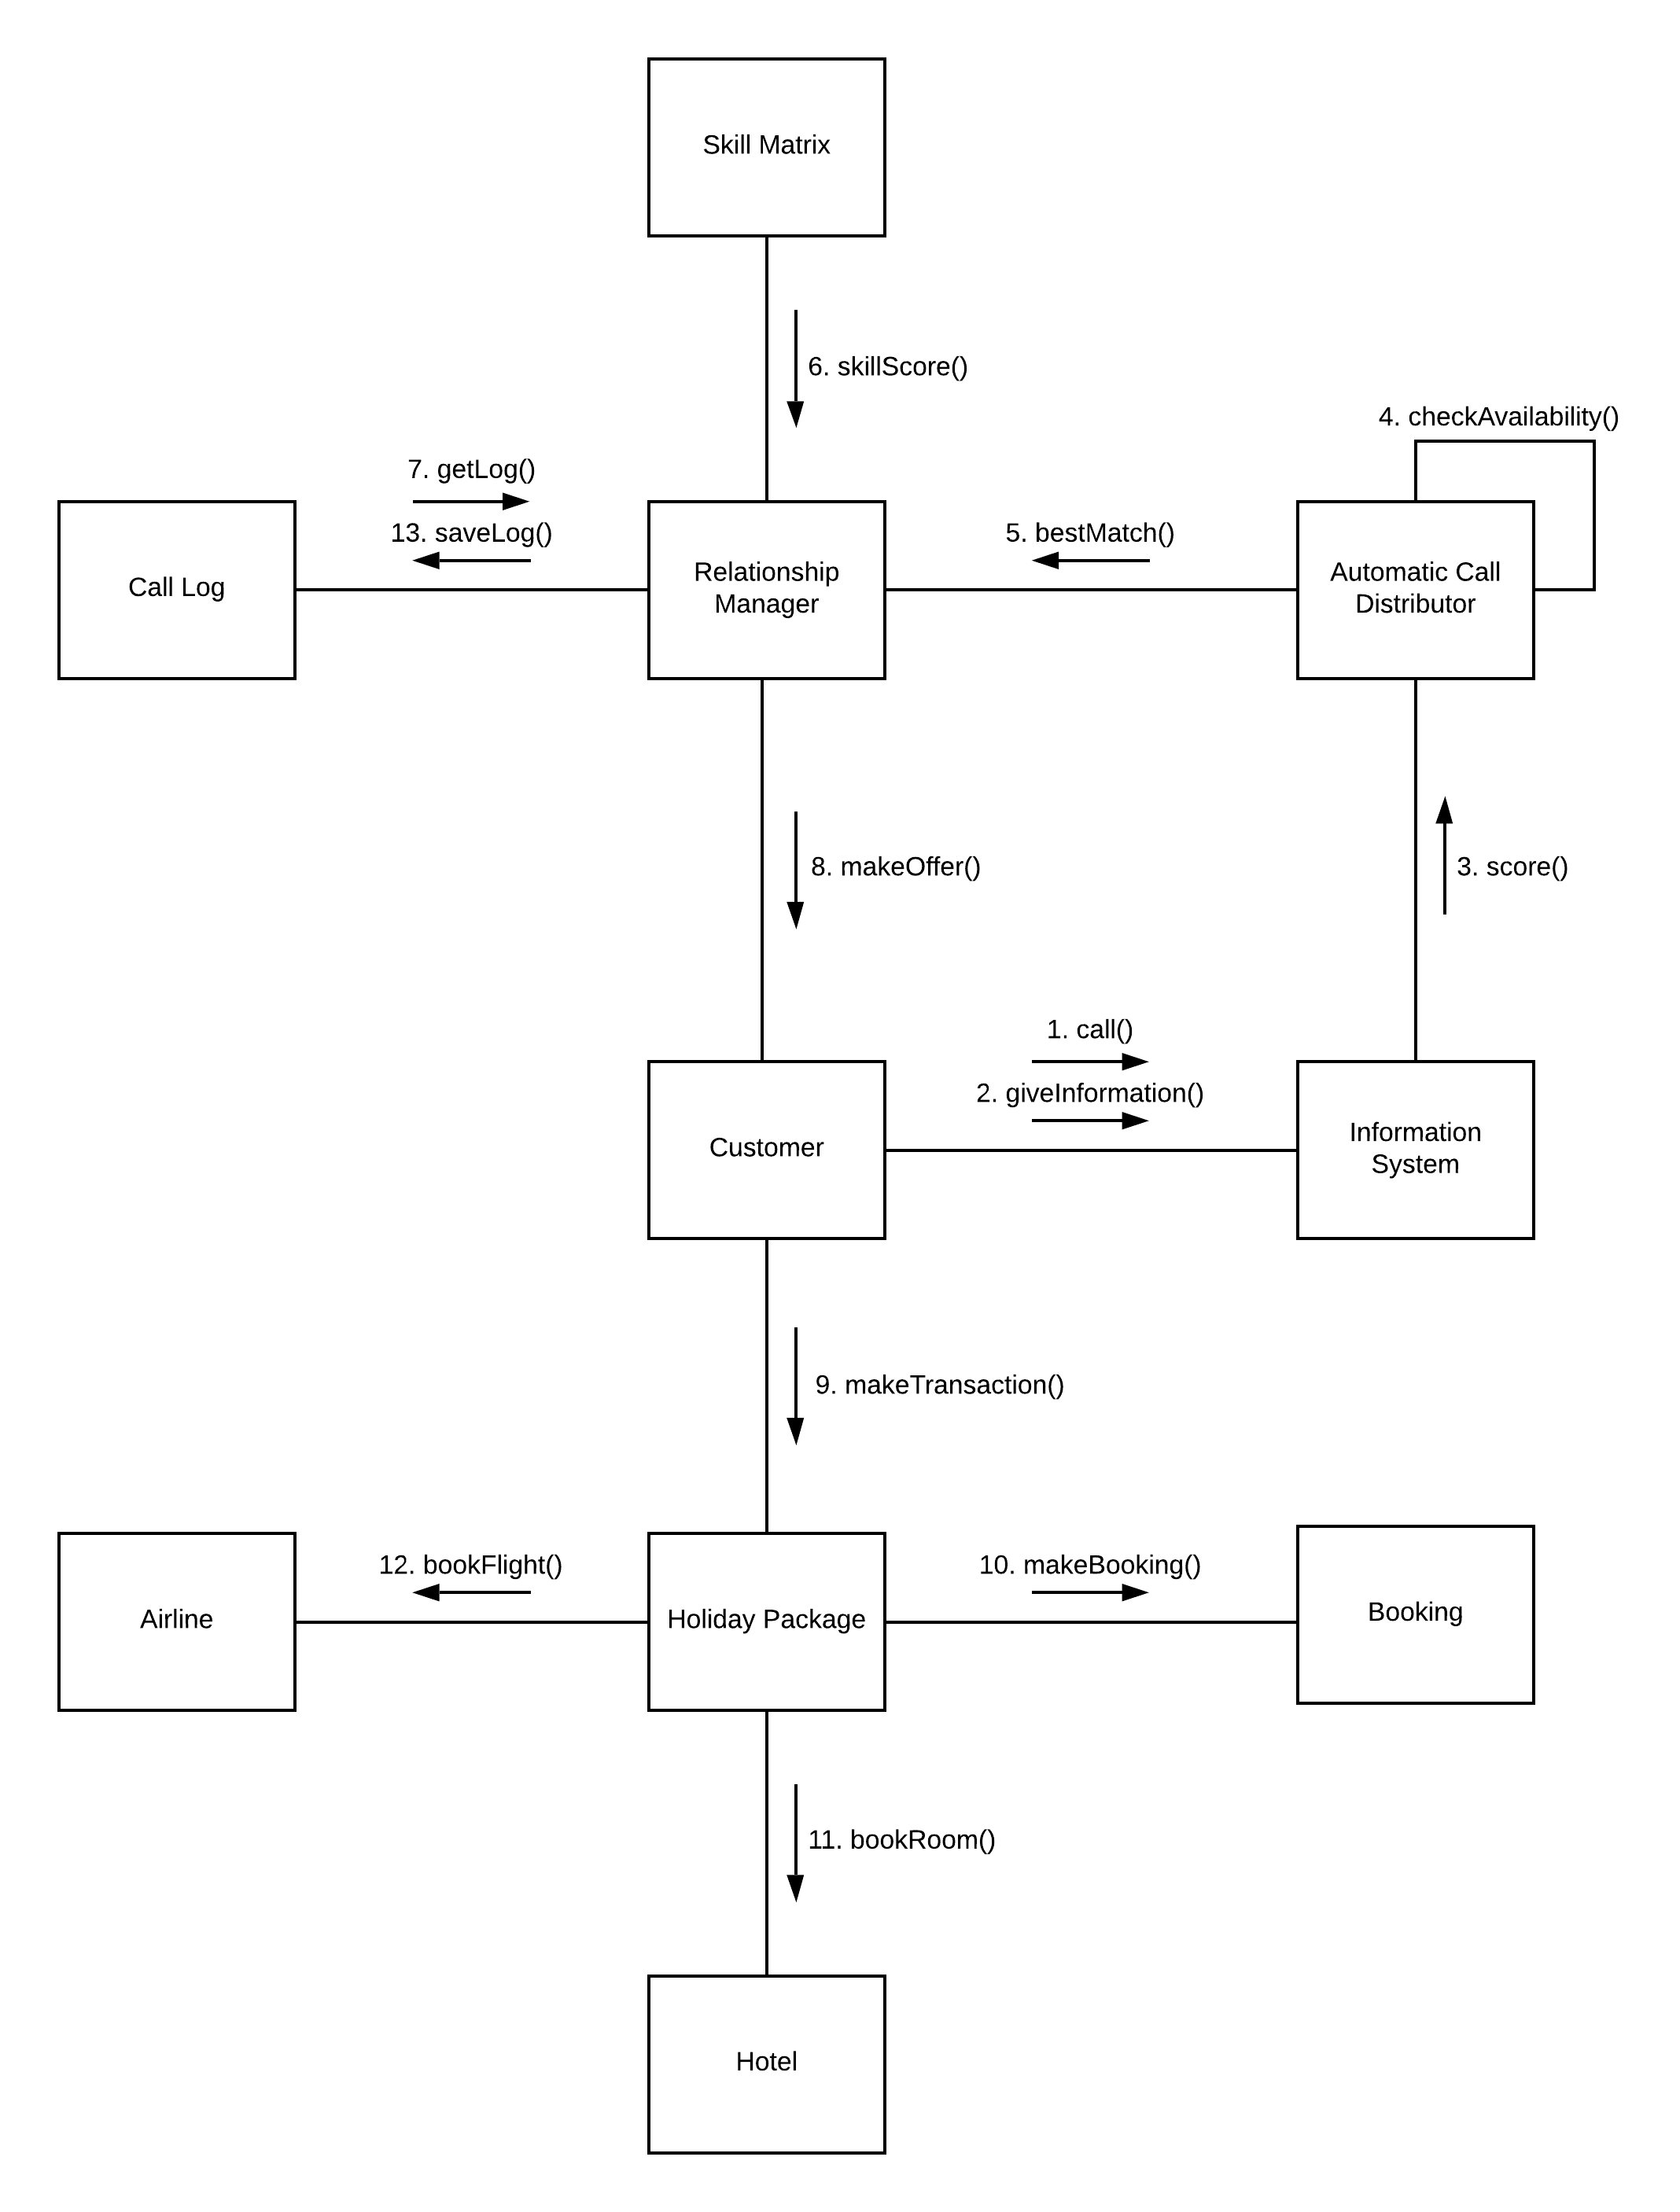 Skill Matrix
6. skillScore()
4. checkAvailability()
7. getLog()
13. saveLog()
5. bestMatch()
Call Log
Relationship
Manager
Automatic Call
Distributor
8. makeOffer()
3. score()
1. call()
2. giveInformation()
Customer
Information
System
9. makeTransaction()
12. bookFlight()
10. makeBooking()
Airline
Holiday Package
Booking
11. bookRoom()
Hotel